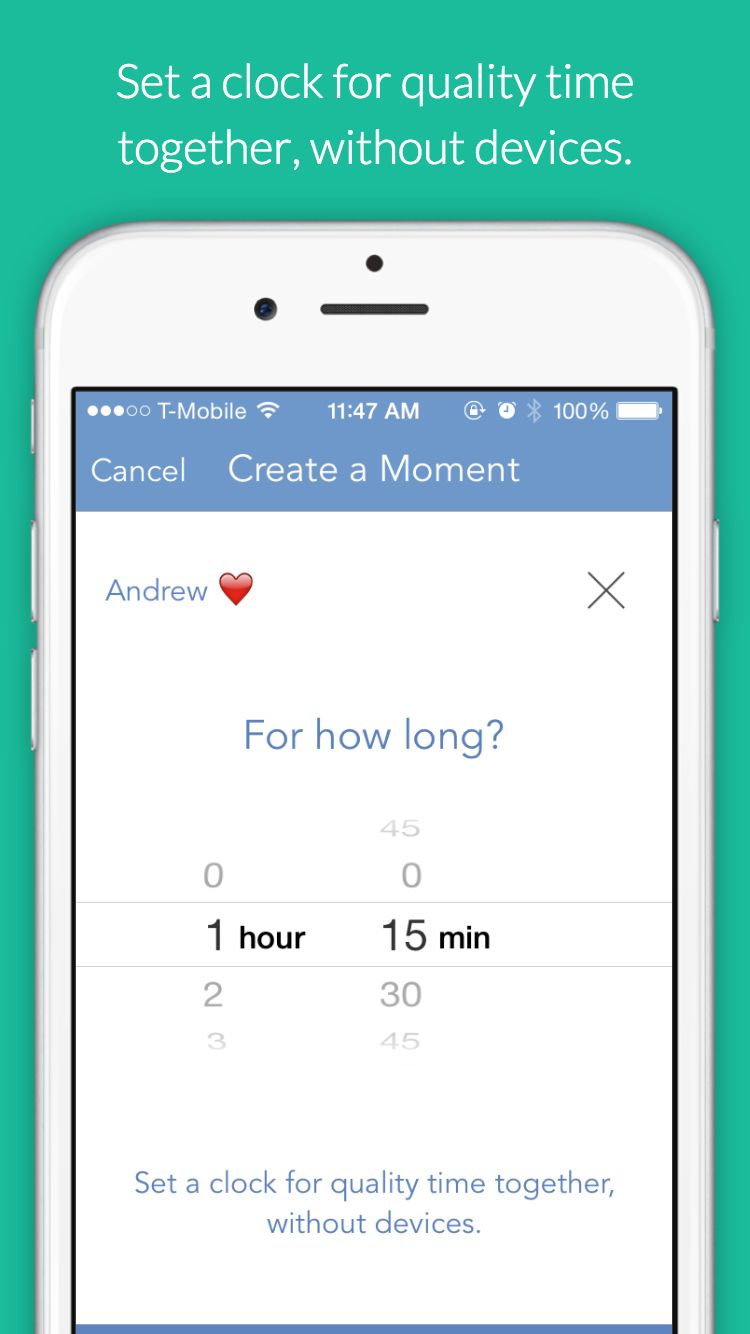 Set a clock for quality time
together, without devices.
T-Mobile 11:47 AM 100%
Cancel Create a Moment
Andrew ❤️
For how long?
45
0 0
1 hour 15 min
2 30
3 45
Set a clock for quality time together,
without devices.